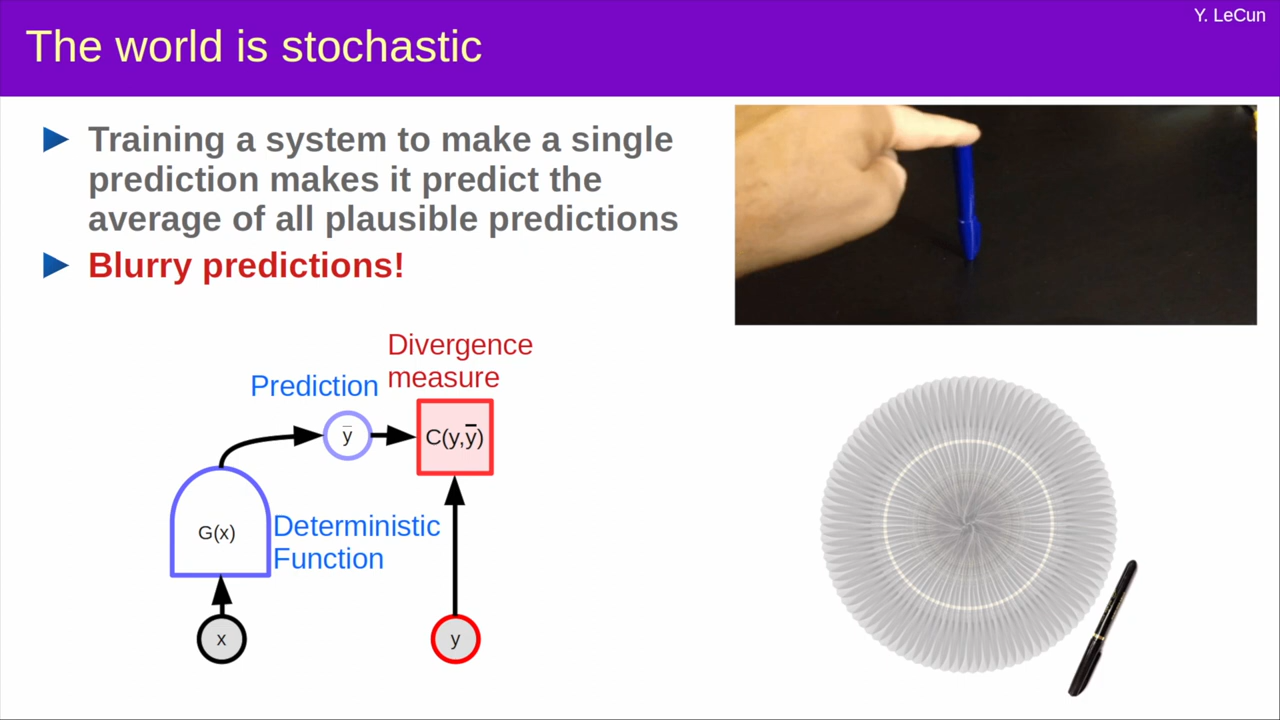 Y. LeCun
The world is stochastic
Training a system to make a single
prediction makes it predict the
average of all plausible predictions
Blurry predictions!
Divergence
measure
Prediction
y̅
C(y,y̅)
G(x)
Deterministic
Function
x
y